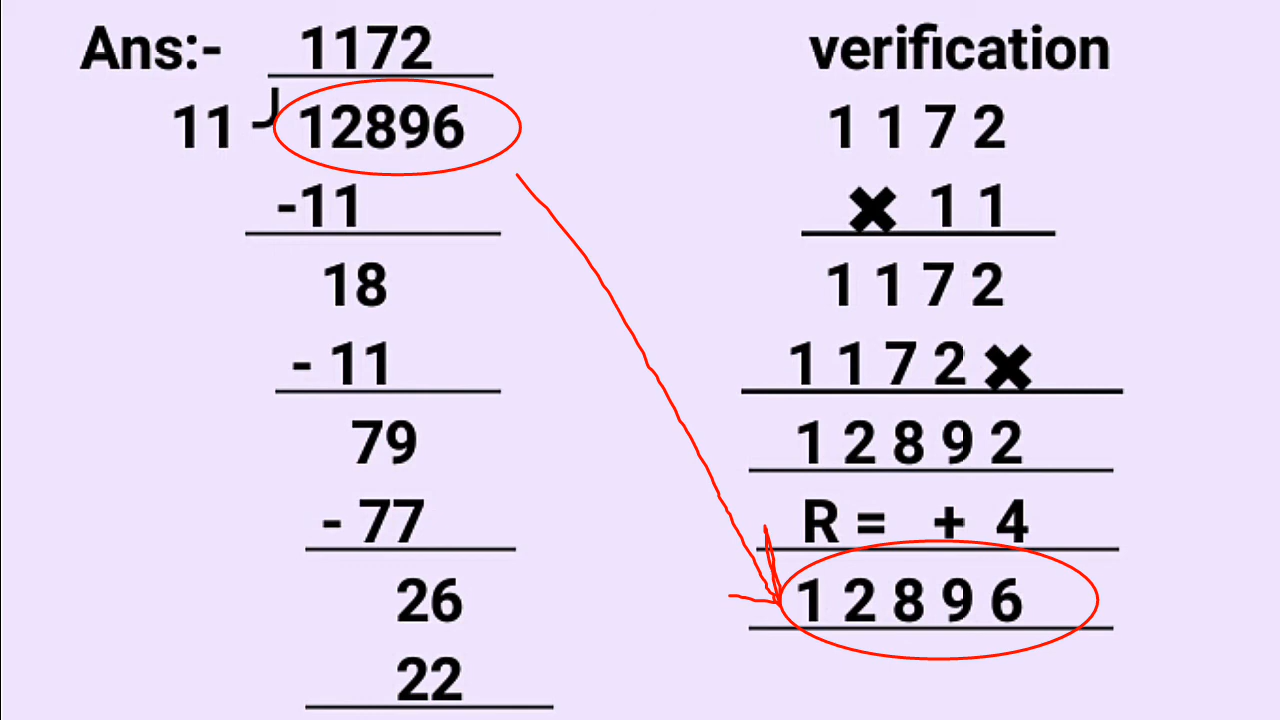 Ans:- 1172
11 12896
-11
18
- 11
79
- 77
26
22
verification
1 1 7 2
✖ 1 1
1 1 7 2
1 1 7 2 ✖
1 2 8 9 2
R = + 4
1 2 8 9 6